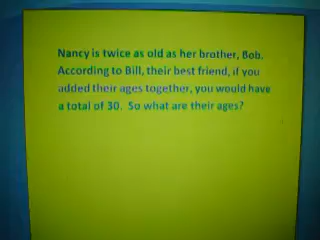 Nancy is twice as old as her brother, Bob.
According to Bill, their best friend, if you
added their ages together, you would have
a total of 30.  So what are their ages?